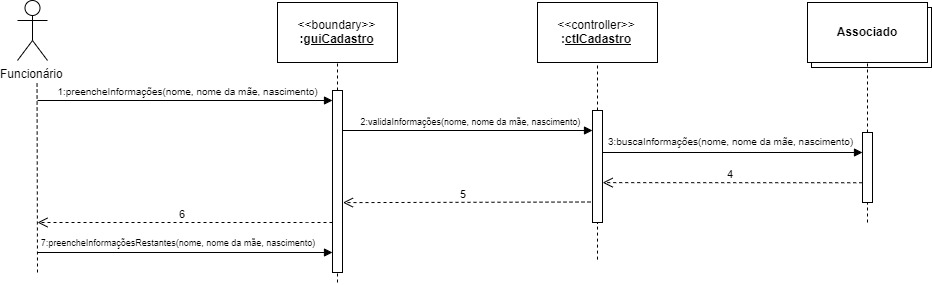 <<boundary>>
:guiCadastro
<<controller>>
:ctlCadastro
Associado
Funcionário
1:preencheInformações(nome, nome da mãe, nascimento)
2:validaInformações(nome, nome da mãe, nascimento)
3:buscaInformações(nome, nome da mãe, nascimento)
4
5
6
7:preencheInformaçõesRestantes(nome, nome da mãe, nascimento)